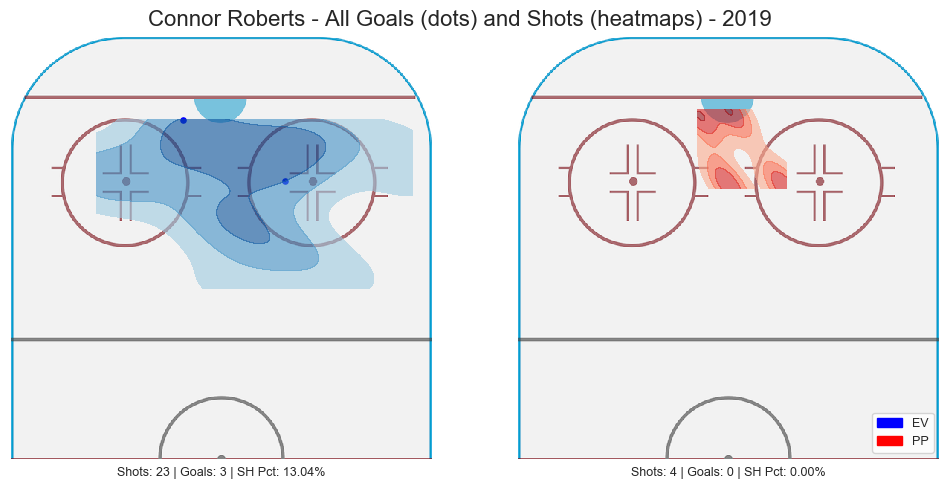 Connor Roberts - All Goals (dots) and Shots (heatmaps) - 2019
EV
PP
Shots: 23 | Goals: 3 | SH Pct: 13.04%
Shots: 4 | Goals: 0 | SH Pct: 0.00%